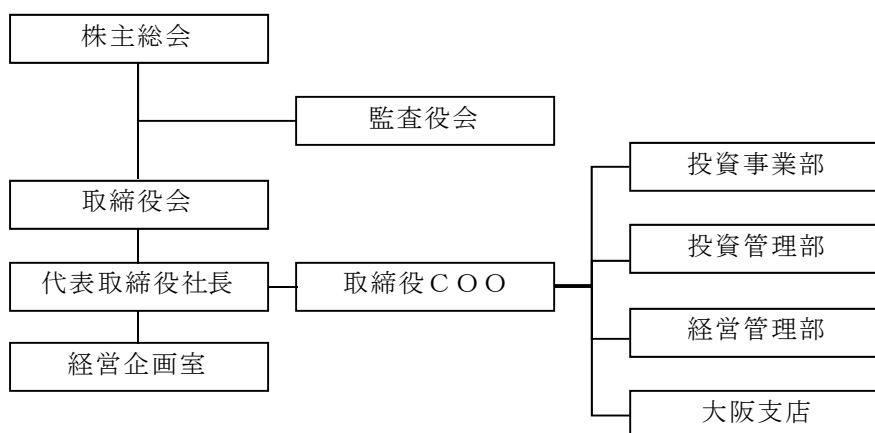 株主総会
監査役会
取締役会
代表取締役社長
取締役ＣＯＯ
経営企画室
投資事業部
投資管理部
経営管理部
大阪支店